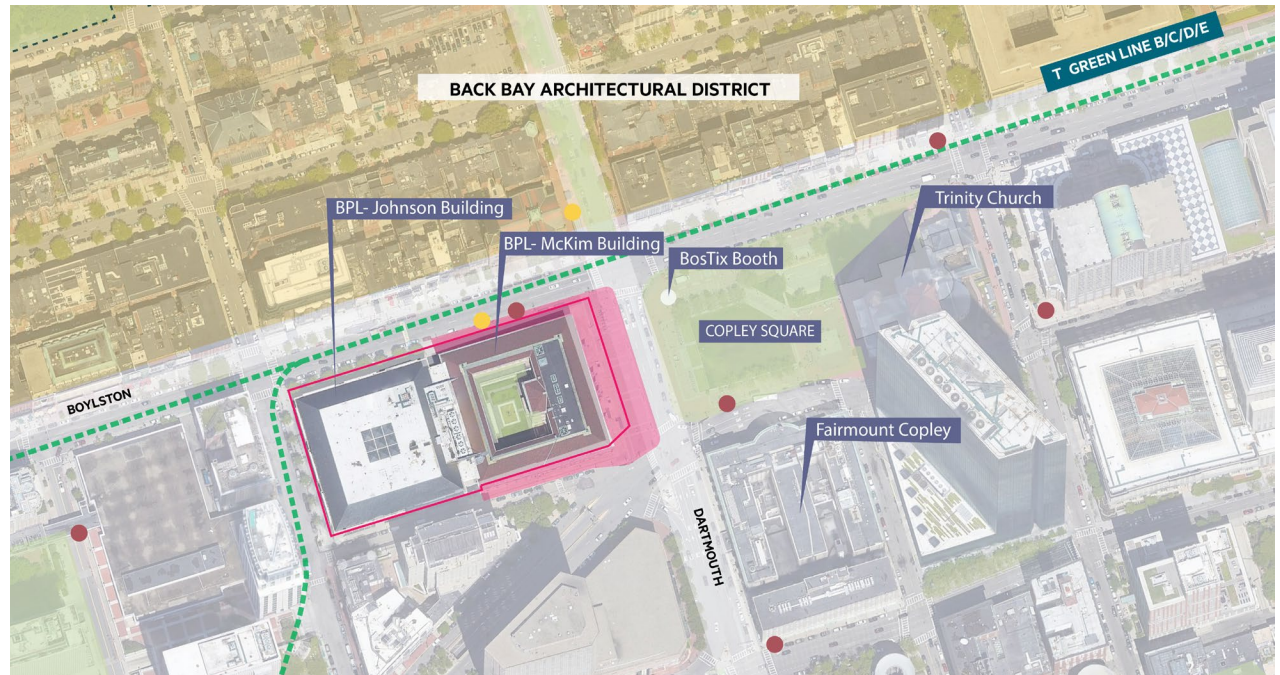 T GREEN LINE B/C/D/E
BACK BAY ARCHITECTURAL DISTRICT
BPL- Johnson Building
Trinity Church
BPL- McKim Building
BosTix Booth
COPLEY SQUARE
BOYLSTON
Fairmount Copley
DARTMOUTH